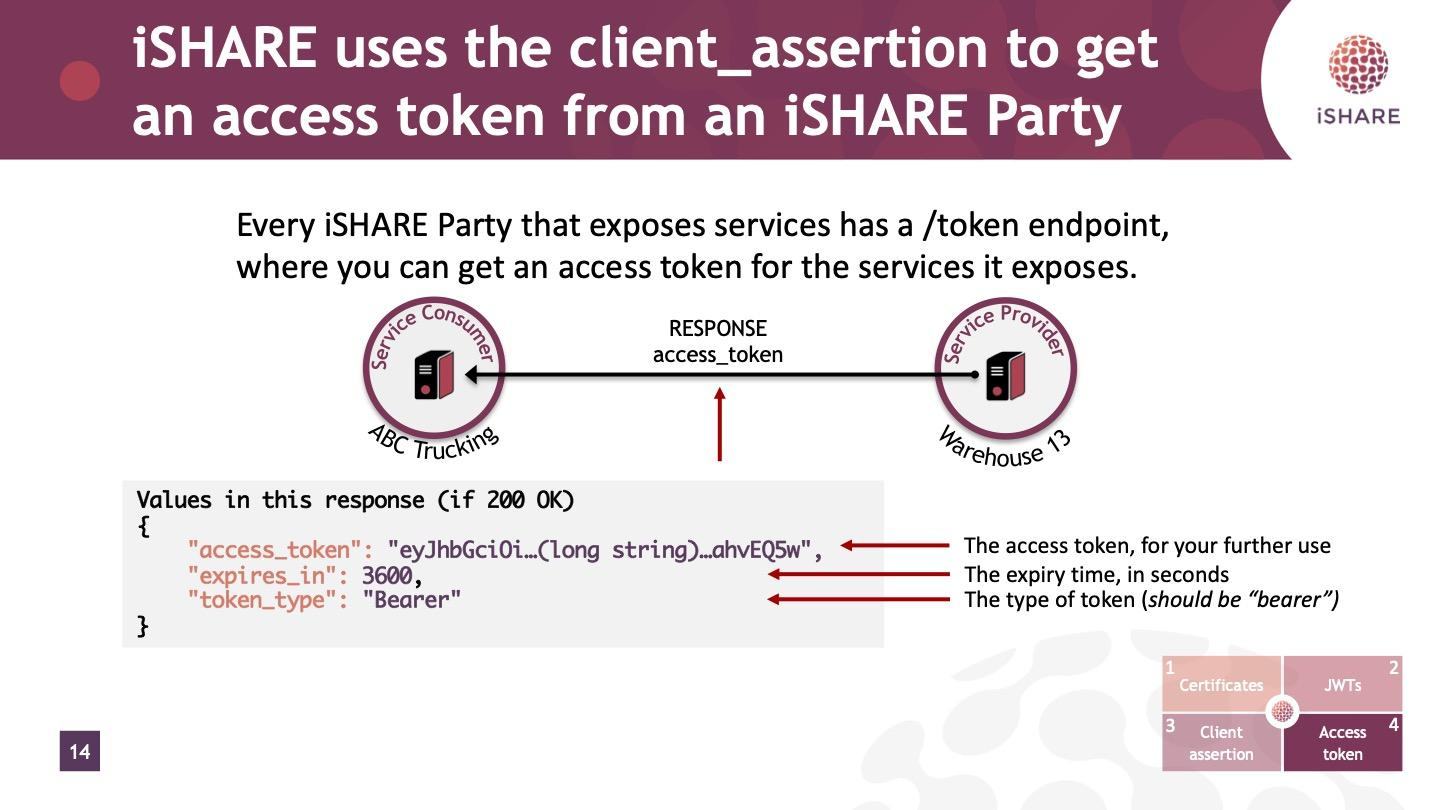 iSHARE uses the client_assertion to get
an access token from an iSHARE Party
iSHARE
Every iSHARE Party that exposes services has a /token endpoint,
where you can get an access token for the services it exposes.
Service Consumer
ABC Trucking
RESPONSE
access_token
Service Provider
Warehouse 13
Values in this response (if 200 OK)
{
"access_token": "eyJhbGciOi…(long string)…ahvEQ5w",
"expires_in": 3600,
"token_type": "Bearer"
}
The access token, for your further use
The expiry time, in seconds
The type of token (should be “bearer”)
1
Certificates
2
JWTs
3
Client
assertion
4
Access
token
14